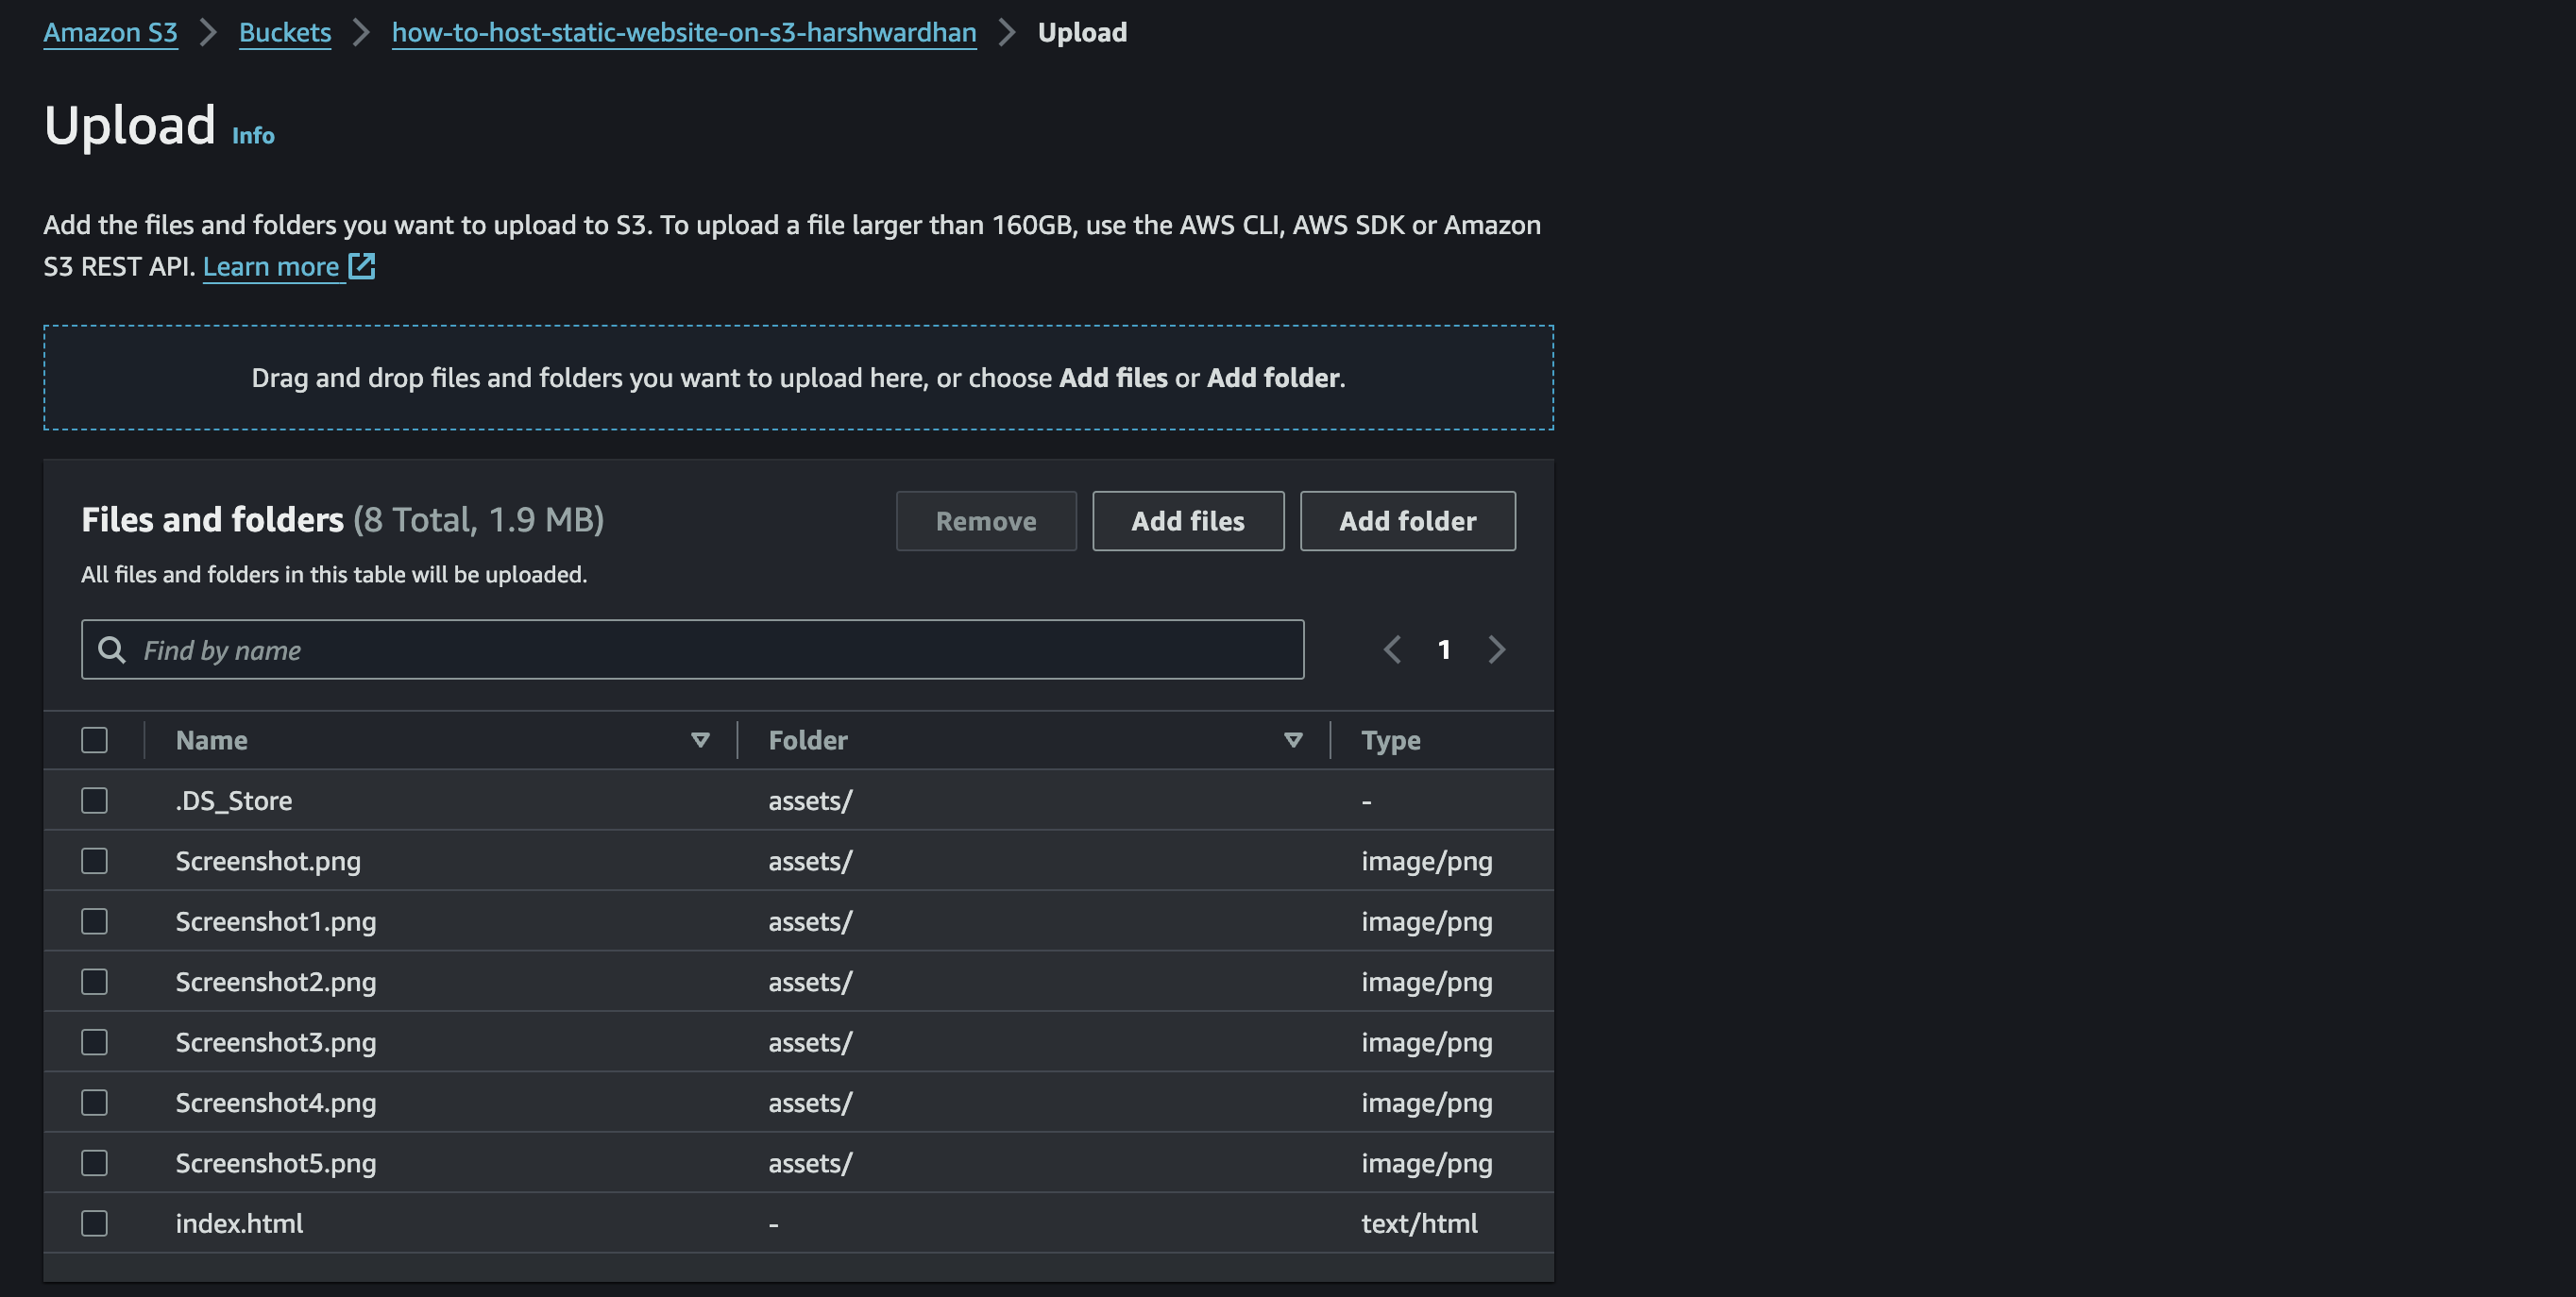 Amazon S3 > Buckets > how-to-host-static-website-on-s3-harshwardhan > Upload
Upload Info
Add the files and folders you want to upload to S3. To upload a file larger than 160GB, use the AWS CLI, AWS SDK or Amazon
S3 REST API. Learn more
Drag and drop files and folders you want to upload here, or choose Add files or Add folder.
Files and folders (8 Total, 1.9 MB) Remove Add files Add folder
All files and folders in this table will be uploaded.
Find by name < 1 >
Name Folder Type
.DS_Store assets/ -
Screenshot.png assets/ image/png
Screenshot1.png assets/ image/png
Screenshot2.png assets/ image/png
Screenshot3.png assets/ image/png
Screenshot4.png assets/ image/png
Screenshot5.png assets/ image/png
index.html - text/html